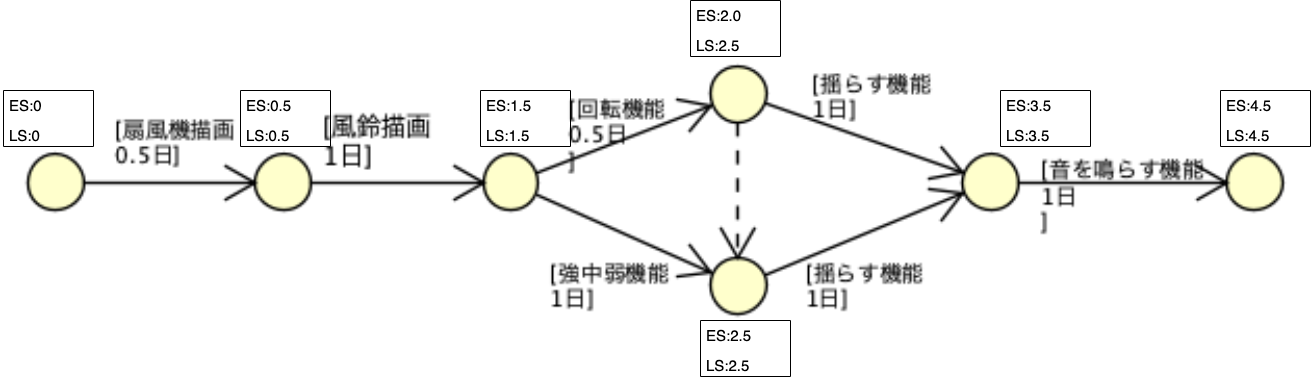 ES:0
LS:0
[扇風機描画
0.5日]
ES:0.5
LS:0.5
[風鈴描画
1日]
ES:1.5
LS:1.5
[回転機能
0.5日
]
ES:2.0
LS:2.5
[揺らす機能
1日]
[強中弱機能
1日]
ES:2.5
LS:2.5
[揺らす機能
1日]
ES:3.5
LS:3.5
[音を鳴らす機能
1日
]
ES:4.5
LS:4.5